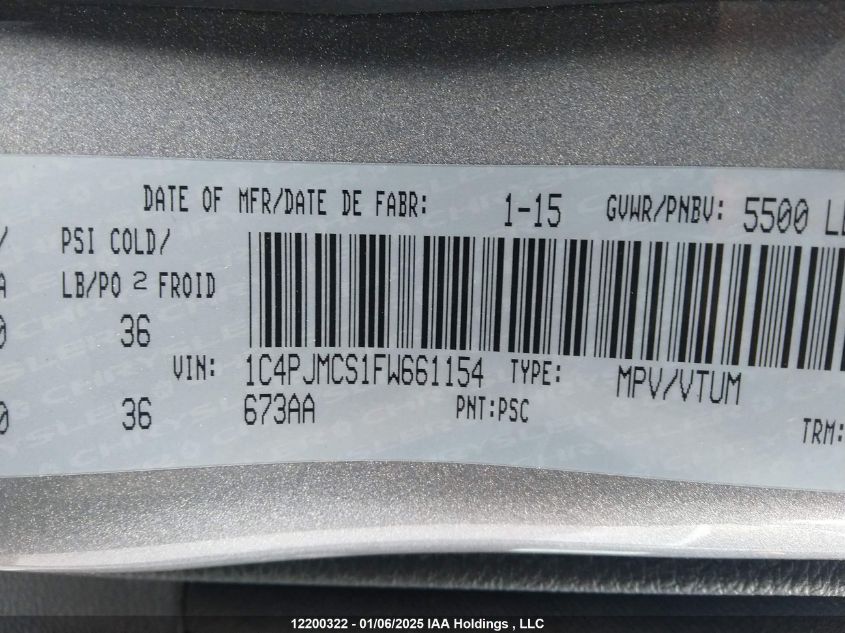 DATE OF MFR/DATE DE FABR: 1-15 GVWR/PNBV: 5500
PSI COLD/
LB/PO 2 FROID
36
VIN: 1C4PJMCS1FW661154 TYPE: MPV/VTUM
36 673AA PNT:PSC TRM:
CHRYSLER
12200322 - 01/06/2025 IAA Holdings , LLC